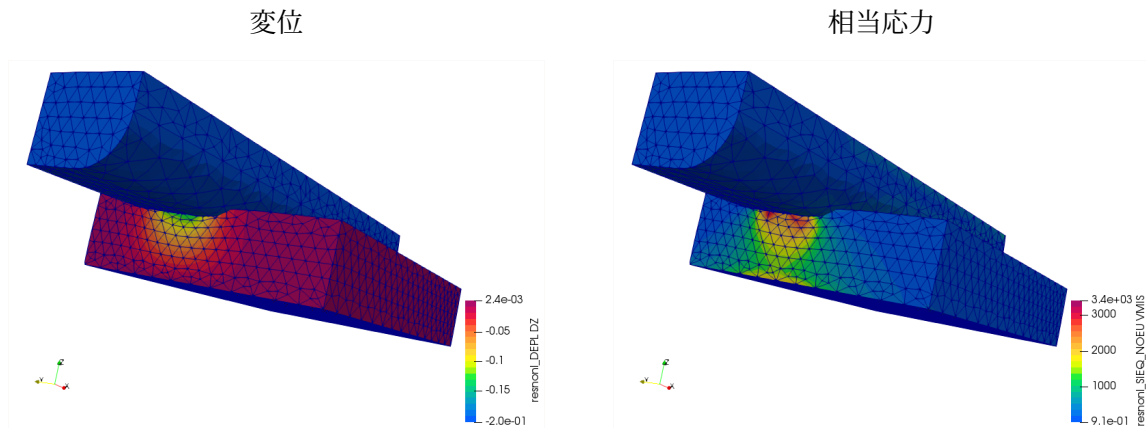 変位
相当応力
2.4e-03
-0.05
-0.1
-0.15
-2.0e-01
resnonl_DEPL DZ
Z
Y
X
3.4e+03
3000
2000
1000
9.1e-01
resnonl_SIEQ_NOEU VMIS
Z
Y
X